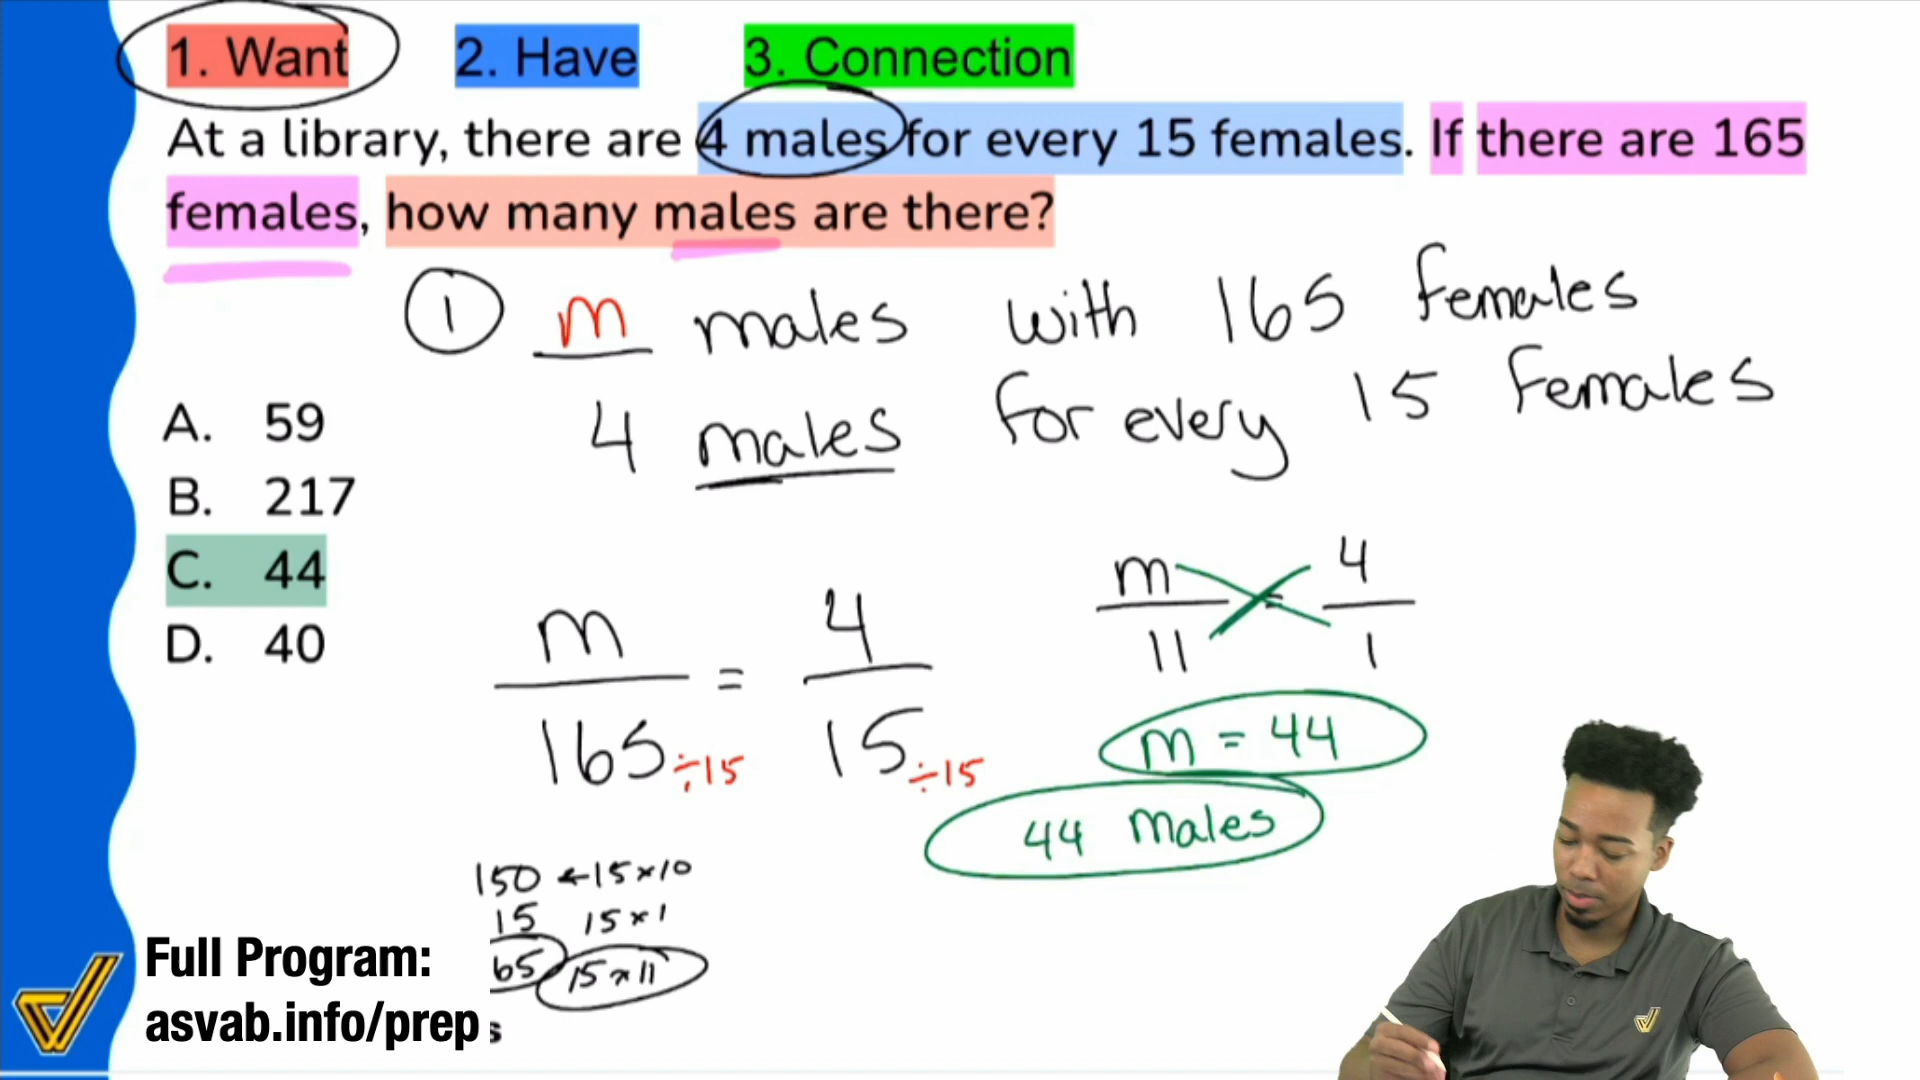 1. Want 2. Have 3. Connection
At a library, there are 4 males for every 15 females. If there are 165
females, how many males are there?
1 m males with 165 females
4 males for every 15 females
A. 59
B. 217
C. 44
D. 40
m/165 = 4/15
÷15 ÷15
m/11 = 4/1
m = 44
44 males
150 ← 15 × 10
15 15 × 1
65 15 × 11
Full Program:
asvab.info/prep
s